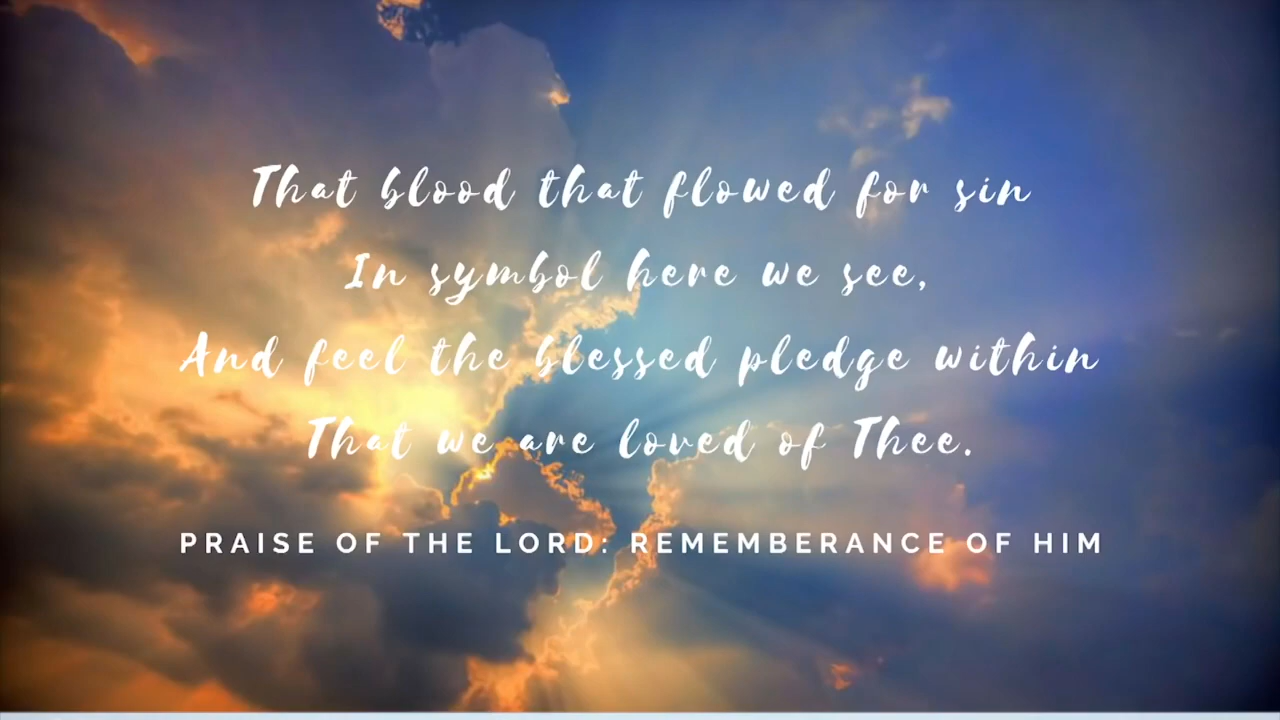 That blood that flowed for sin
In symbol here we see,
And feel the blessed pledge within
That we are loved of Thee.
PRAISE OF THE LORD: REMEMBERANCE OF HIM